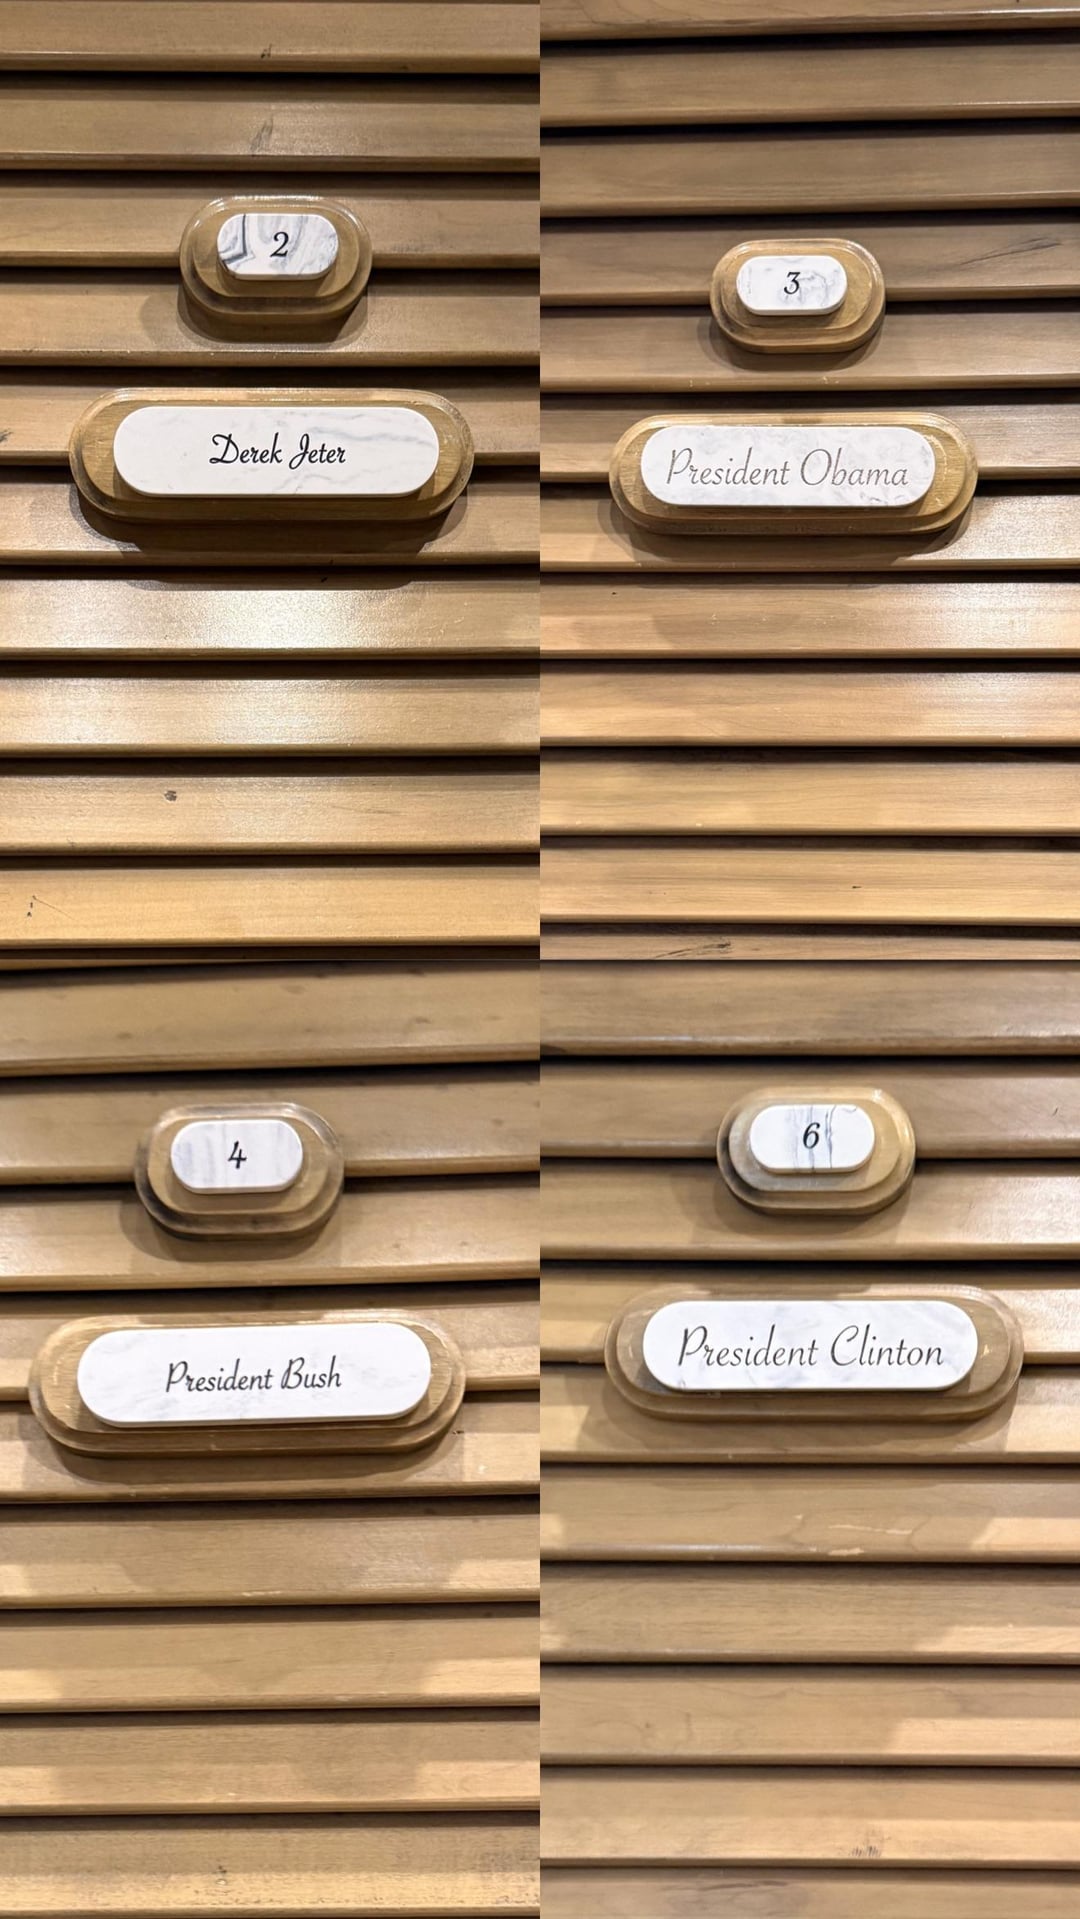 2
Derek Jeter
3
President Obama
4
President Bush
6
President Clinton